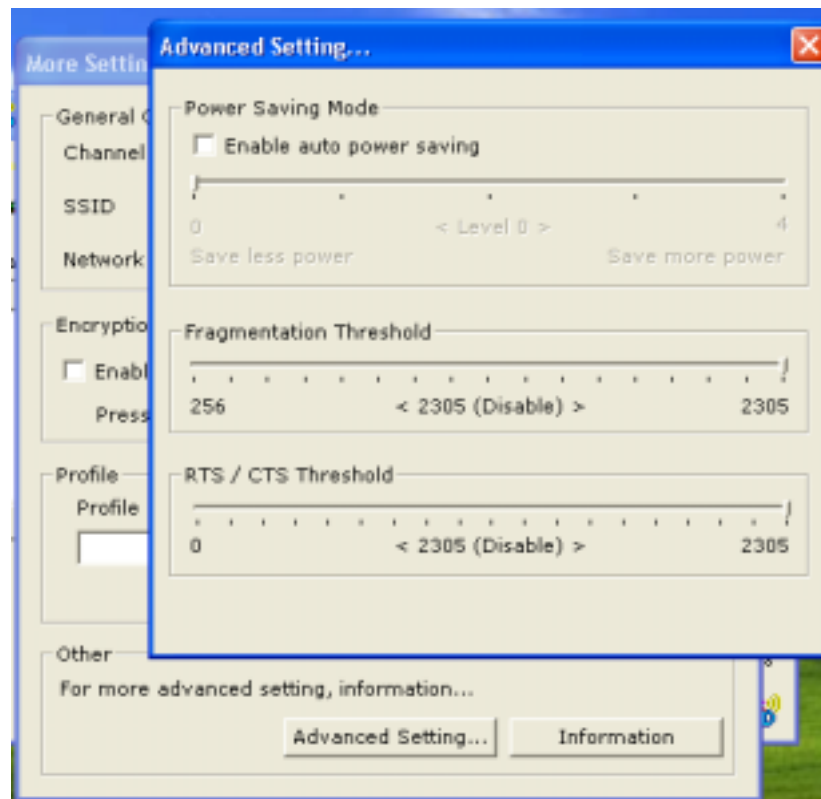 Advanced Setting...
More Settin
Power Saving Mode
Enable auto power saving
0 < Level 0 > 4
Save less power Save more power
Fragmentation Threshold
256 < 2305 (Disable) > 2305
RTS / CTS Threshold
0 < 2305 (Disable) > 2305
General
Channel
SSID
Network
Encryptio
Enabl
Press
Profile
Profile
Other
For more advanced setting, information...
Advanced Setting... Information